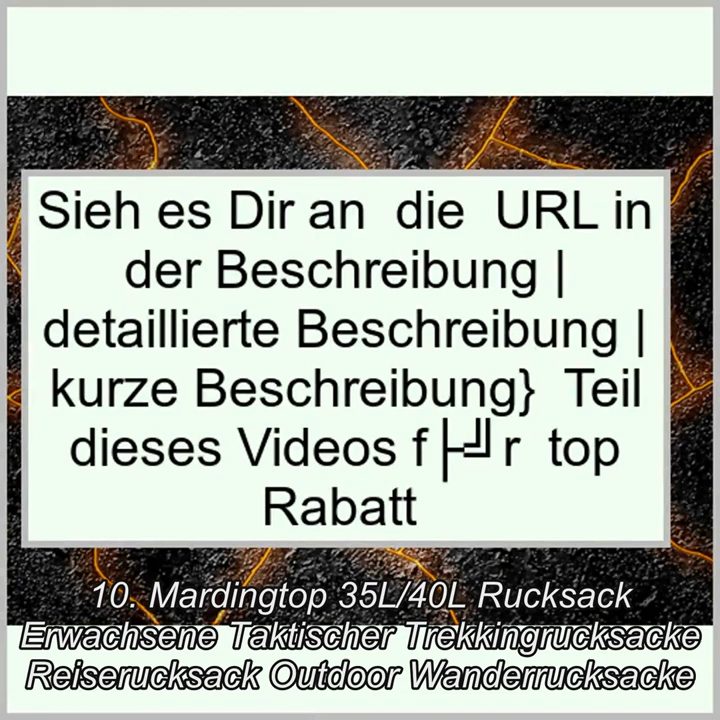 Sieh es Dir an  die  URL in
der Beschreibung |
detaillierte Beschreibung |
kurze Beschreibung}  Teil
dieses Videos f├╝r  top
Rabatt
10. Mardingtop 35L/40L Rucksack
Erwachsene Taktischer Trekkingrucksacke
Reiserucksack Outdoor Wanderrucksacke